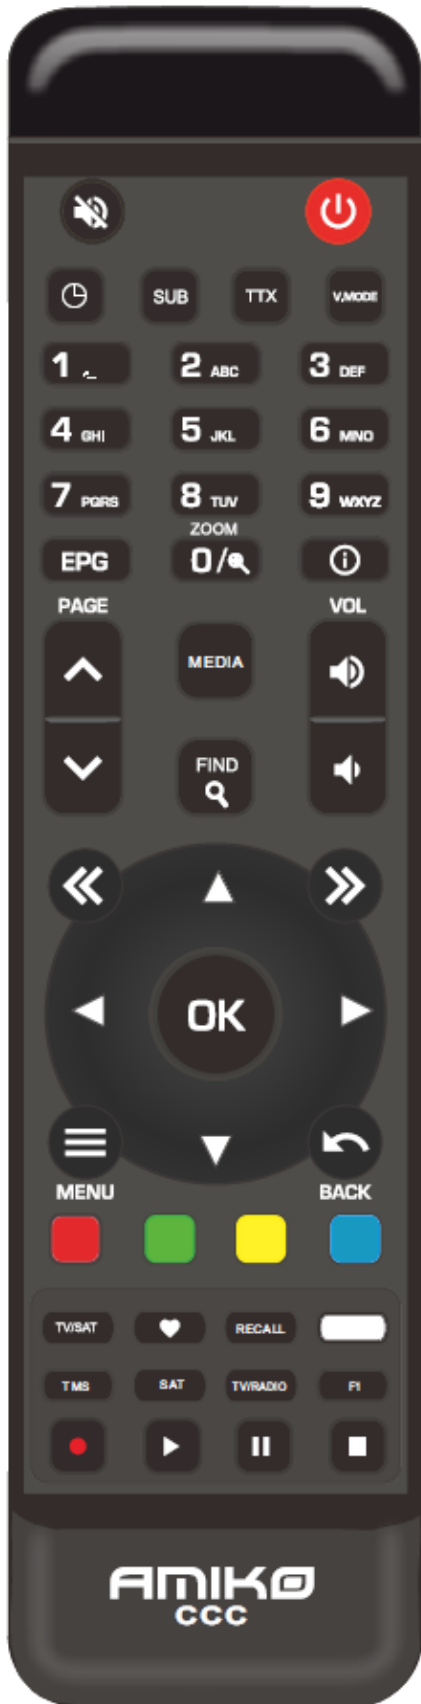 SUB TTX V.MODE
1 2 ABC 3 DEF
4 GHI 5 JKL 6 MNO
7 PQRS 8 TUV 9 WXYZ
ZOOM
EPG 0/
PAGE VOL
MEDIA
FIND
OK
MENU BACK
TV/SAT RECALL
TMS SAT TV/RADIO F1
AMIKO
CCC